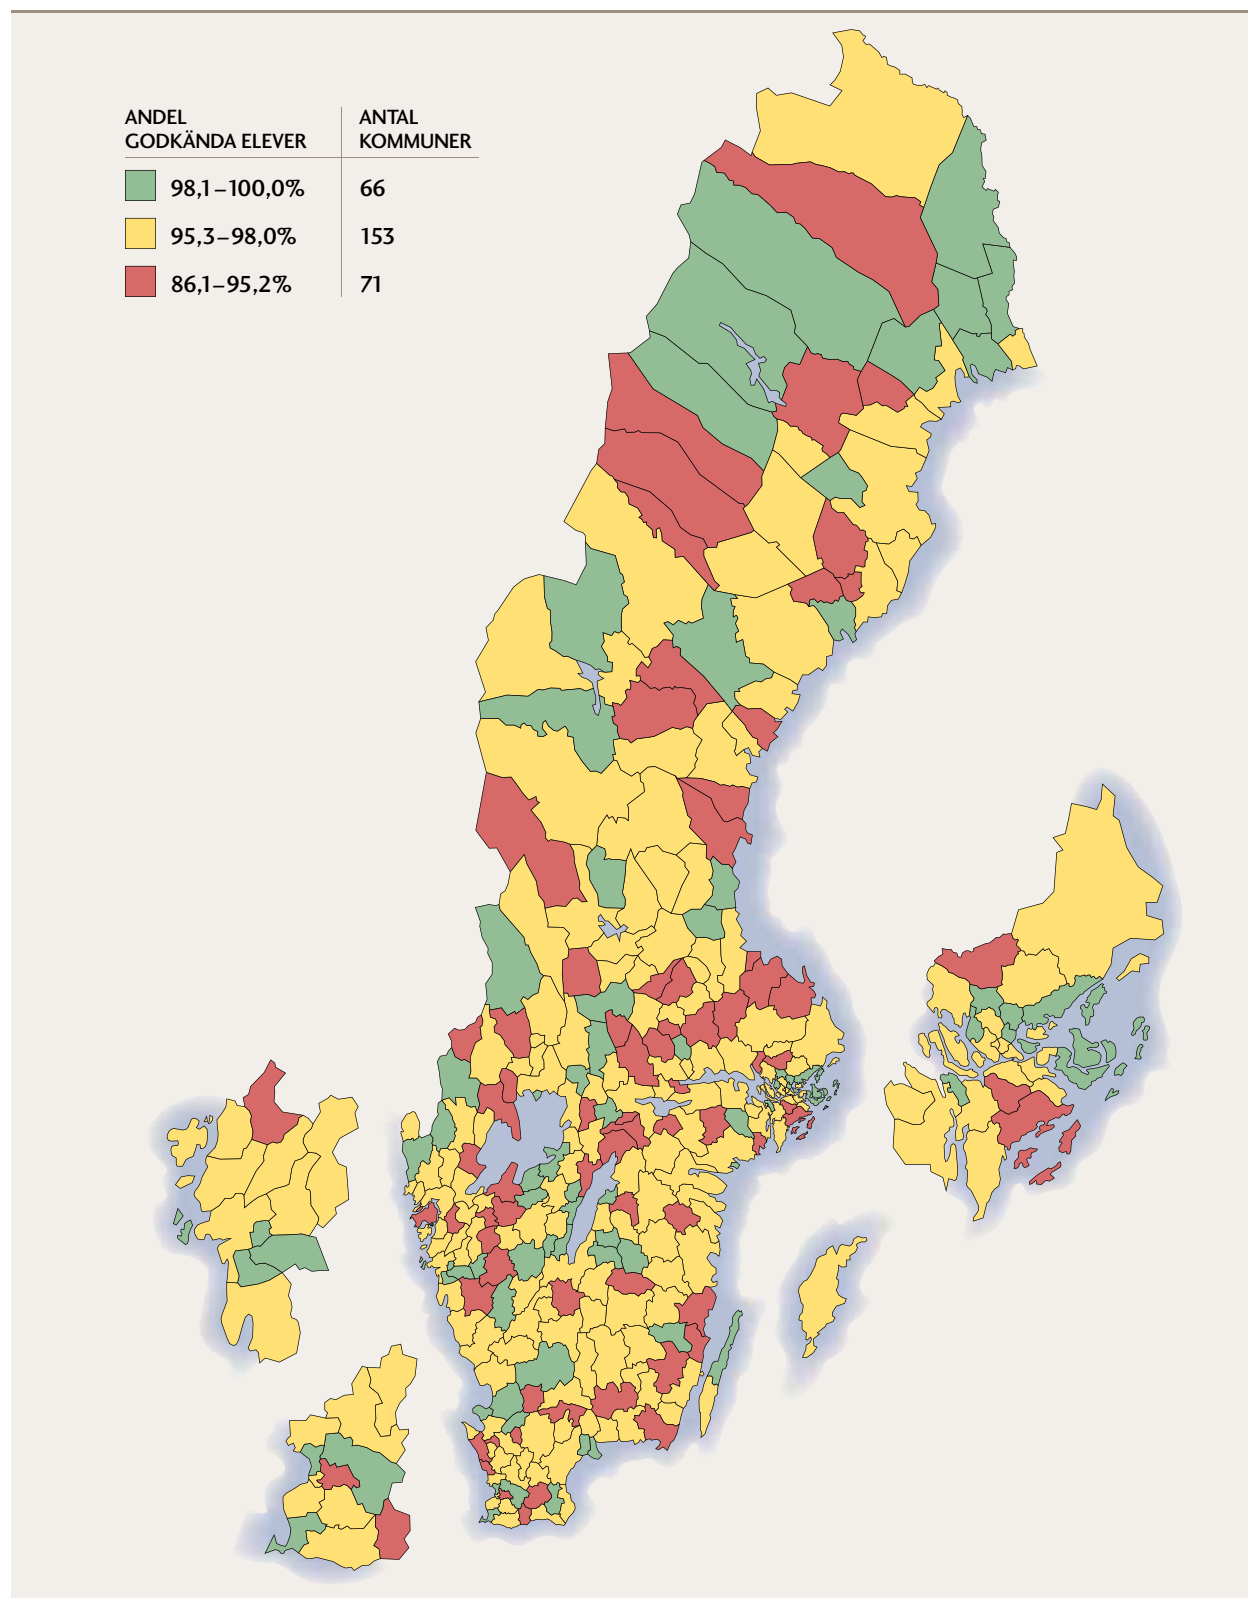 ANDEL
GODKÄNDA ELEVER
ANTAL
KOMMUNER
98,1–100,0% 66
95,3–98,0% 153
86,1–95,2% 71